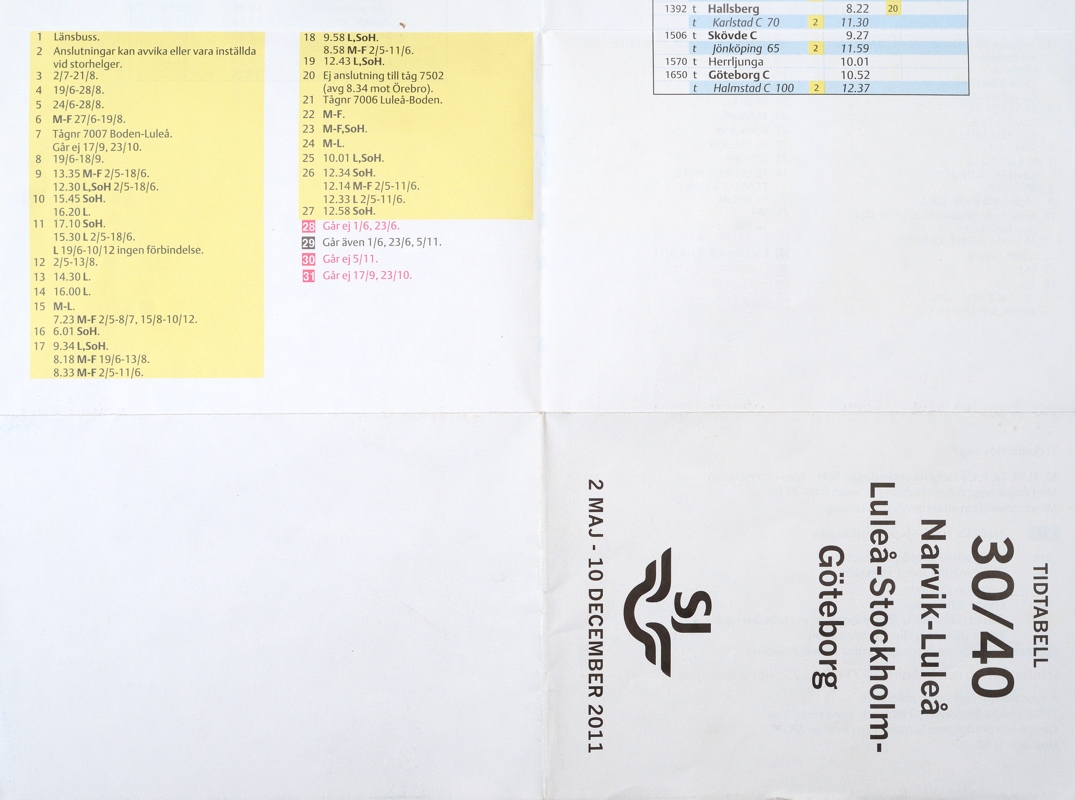 1 Länsbuss.
2 Anslutningar kan avvika eller vara inställda
vid storhelger.
3 2/7-21/8.
4 19/6-28/8.
5 24/6-28/8.
6 M-F 27/6-19/8.
7 Tågnr 7007 Boden-Luleå.
Går ej 17/9, 23/10.
8 19/6-18/9.
9 13.35 M-F 2/5-18/6.
12.30 L,SoH 2/5-18/6.
10 15.45 SoH.
16.20 L.
11 17.10 SoH.
15.30 L 2/5-18/6.
L 19/6-10/12 ingen förbindelse.
12 2/5-13/8.
13 14.30 L.
14 16.00 L.
15 M-L.
7.23 M-F 2/5-8/7, 15/8-10/12.
16 6.01 SoH.
17 9.34 L,SoH.
8.18 M-F 19/6-13/8.
8.33 M-F 2/5-11/6.
18 9.58 L,SoH.
8.58 M-F 2/5-11/6.
19 12.43 L,SoH.
20 Ej anslutning till tåg 7502
(avg 8.34 mot Örebro).
21 Tågnr 7006 Luleå-Boden.
22 M-F.
23 M-F,SoH.
24 M-L.
25 10.01 L,SoH.
26 12.34 SoH.
12.14 M-F 2/5-11/6.
12.33 L 2/5-11/6.
27 12.58 SoH.
28 Går ej 1/6, 23/6.
29 Går även 1/6, 23/6, 5/11.
30 Går ej 5/11.
31 Går ej 17/9, 23/10.
1392 t Hallsberg 8.22 20
t Karlstad C 70 2 11.30
1506 t Skövde C 9.27
t Jönköping 65 2 11.59
1570 t Herrljunga 10.01
1650 t Göteborg C 10.52
t Halmstad C 100 2 12.37
TIDTABELL
30/40
Narvik-Luleå
Luleå-Stockholm-
Göteborg
SJ
2 MAJ - 10 DECEMBER 2011